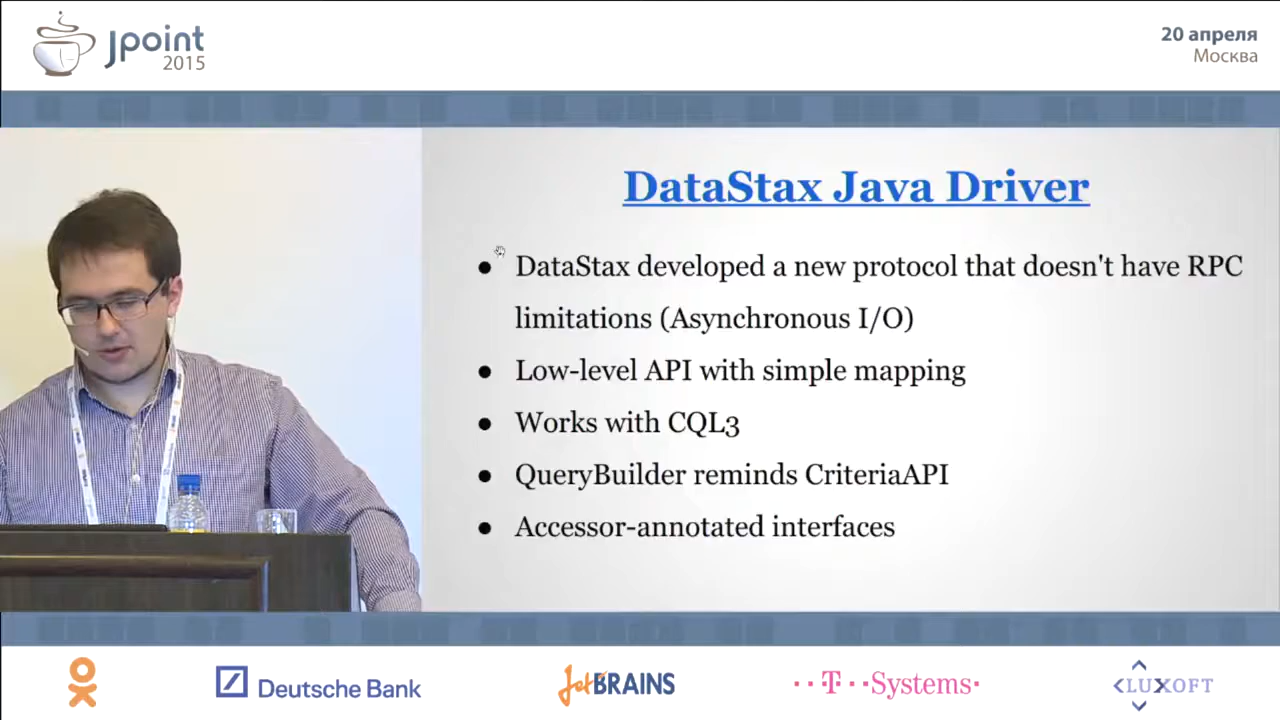 Jpoint
2015
20 апреля
Москва
DataStax Java Driver
● DataStax developed a new protocol that doesn't have RPC
limitations (Asynchronous I/O)
● Low-level API with simple mapping
● Works with CQL3
● QueryBuilder reminds CriteriaAPI
● Accessor-annotated interfaces
Deutsche Bank
JetBRAINS
··T··Systems·
LUXOFT